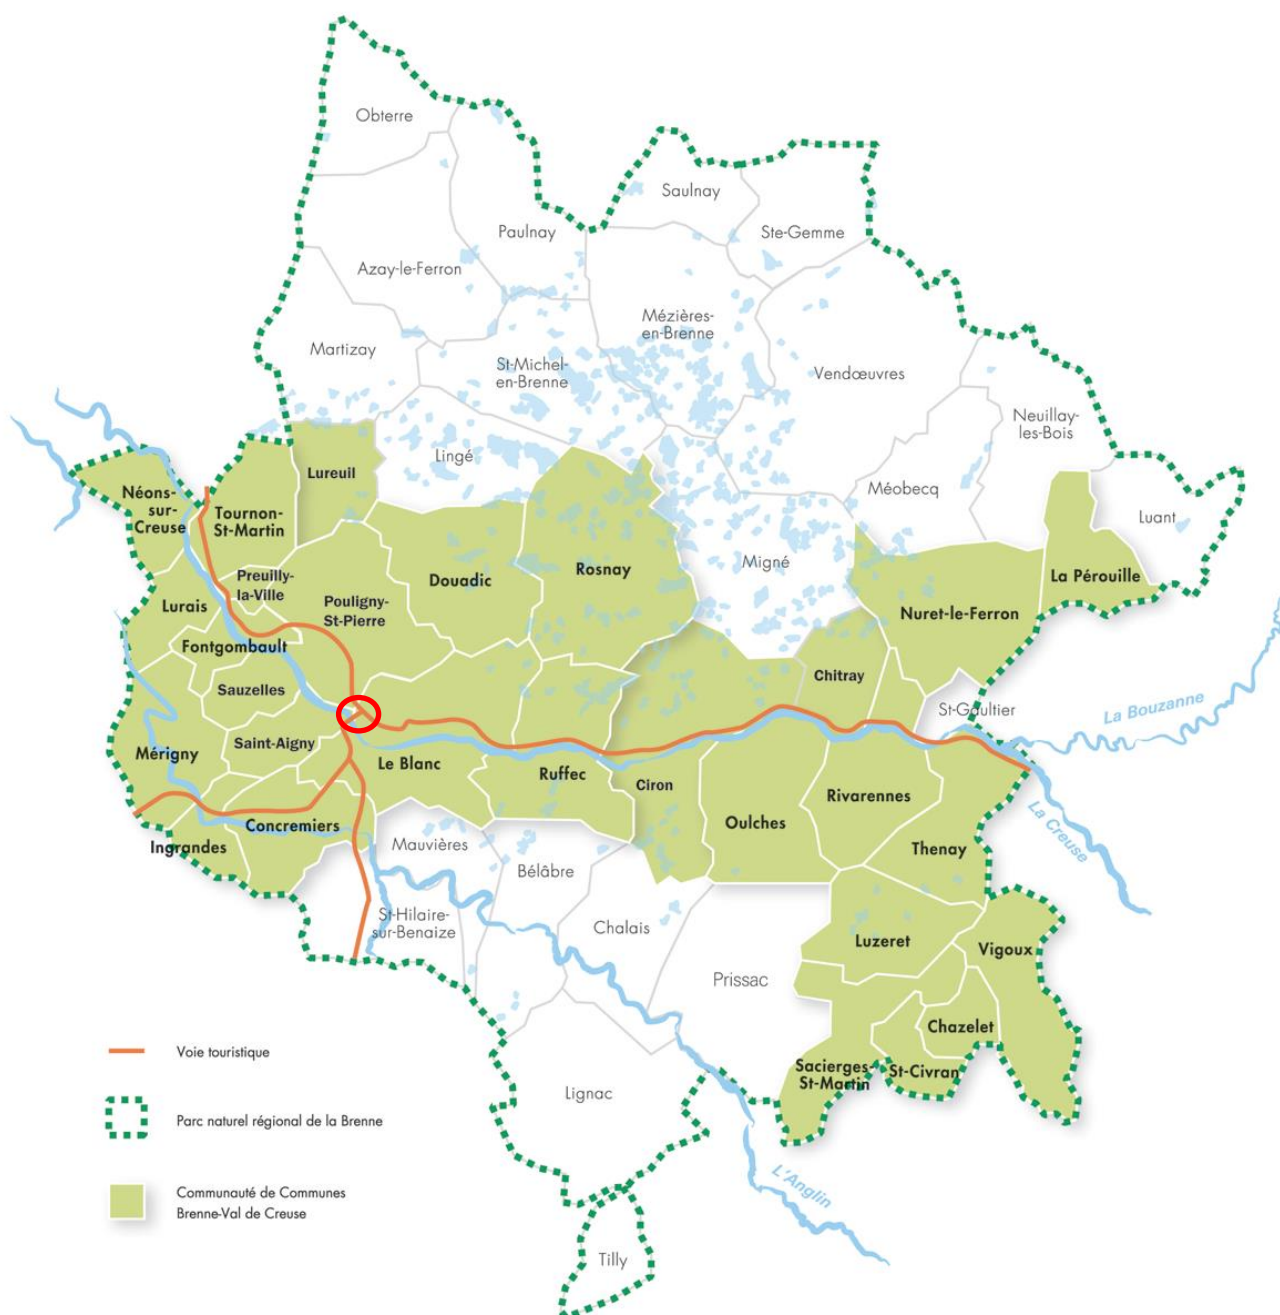 Obterre
Saulnay
Paulnay
Ste-Gemme
Azay-le-Ferron
Mézières-
en-Brenne
Martizay
St-Michel-
en-Brenne
Vendœuvres
Neuillay-
les-Bois
Lingé
Lureuil
Méobecq
Néons-
sur-
Creuse
Tournon-
St-Martin
Luant
Migné
Rosnay
Douadic
La Pérouille
Preuilly-
la-Ville
Pouligny-
St-Pierre
Lurais
Nuret-le-Ferron
Fontgombault
Chitray
Sauzelles
St-Gaultier
La Bouzanne
Saint-Aigny
Mérigny
Le Blanc
Ruffec
Ciron
Rivarennes
La Creuse
Oulches
Concremiers
Ingrandes
Mauvières
Thenay
Bélâbre
St-Hilaire-
sur-Benaize
Chalais
Luzeret
Vigoux
Prissac
Chazelet
Sacierges-
St-Martin
St-Civran
Voie touristique
Lignac
Parc naturel régional de la Brenne
L'Anglin
Communauté de Communes
Brenne-Val de Creuse
Tilly